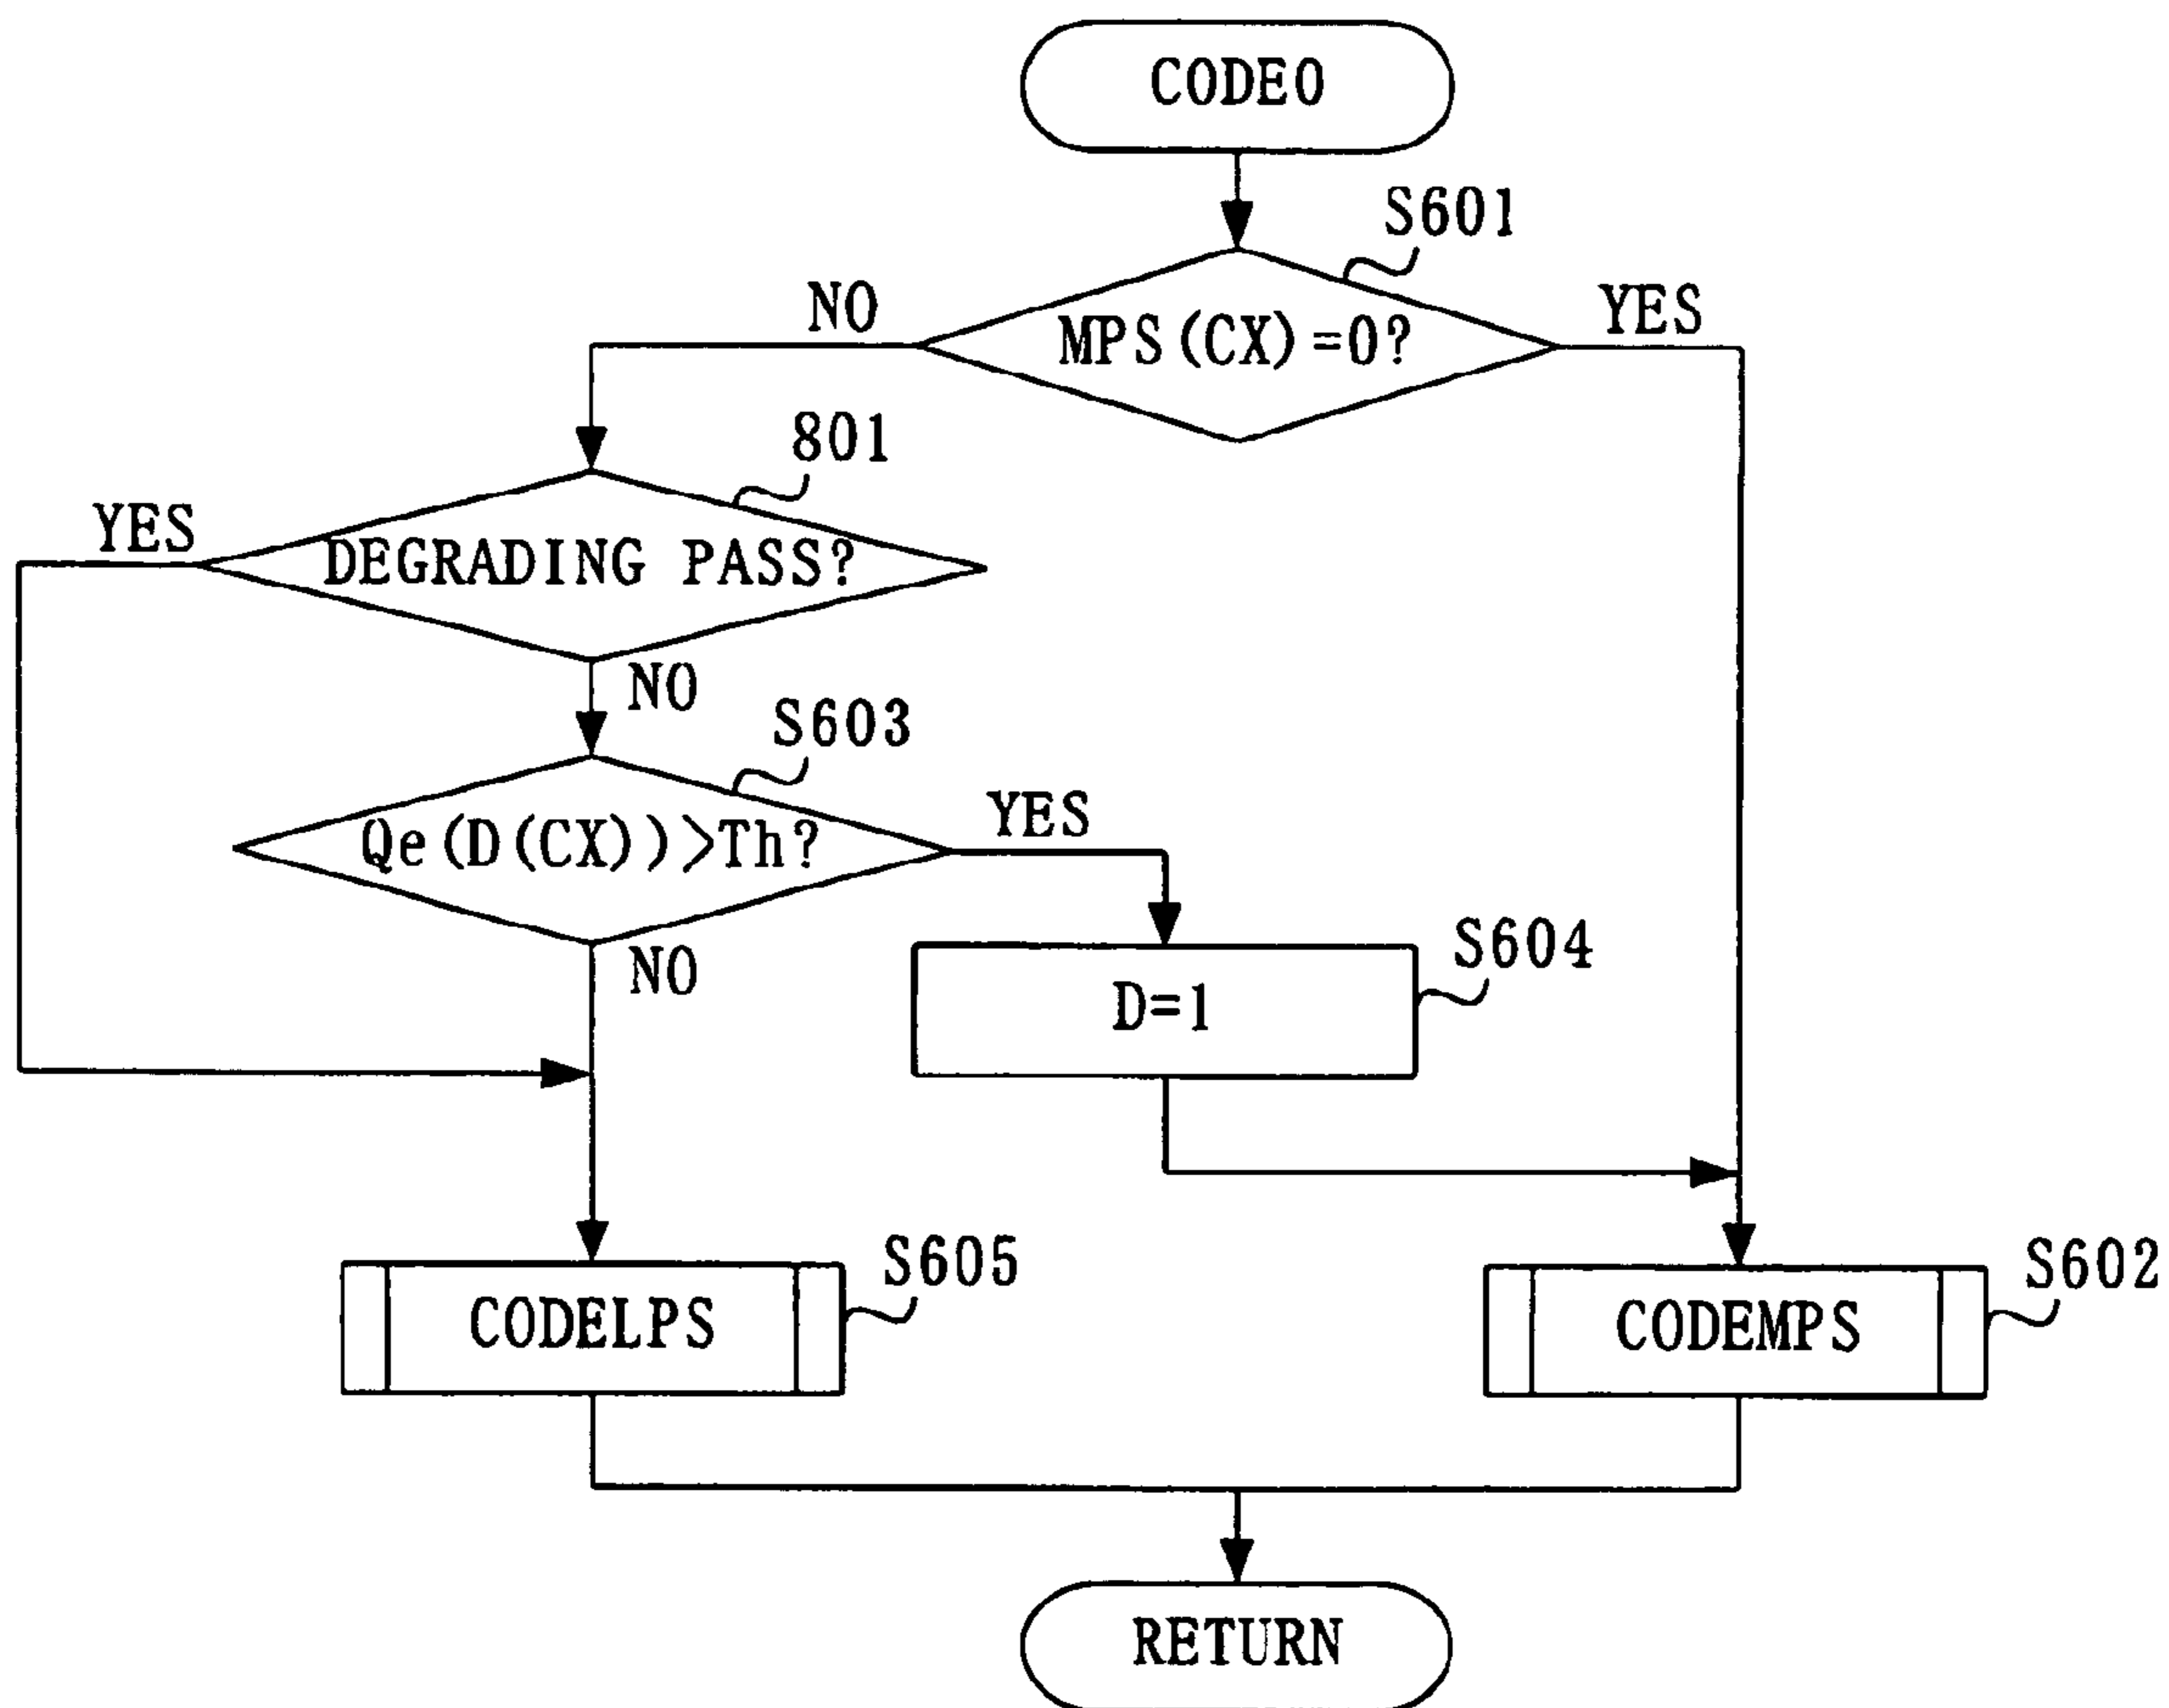 CODE0
S601
NO
MPS(CX)=0?
YES
801
YES
DEGRADING PASS?
NO
S603
Qe(D(CX))>Th?
YES
S604
NO
D=1
S605
S602
CODELPS
CODEMPS
RETURN